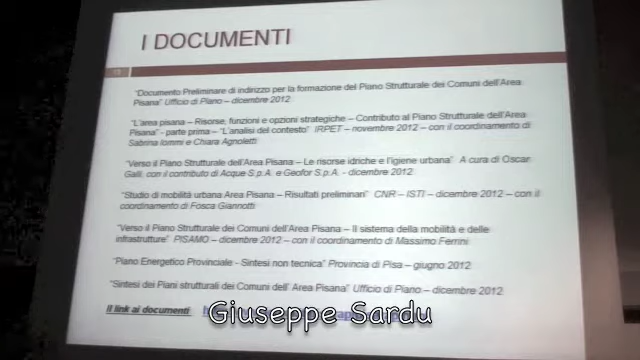 I DOCUMENTI
"Documento Preliminare di indirizzo per la formazione del Piano Strutturale dei Comuni dell'Area
Pisana" Ufficio di Piano – dicembre 2012
"L'area pisana – Risorse, funzioni e opzioni strategiche – Contributo al Piano Strutturale dell'Area
Pisana" - parte prima – "L'analisi del contesto" IRPET – novembre 2012 – con il coordinamento di
Sabrina Iommi e Chiara Agnoletti
"Verso il Piano Strutturale dell'Area Pisana – Le risorse idriche e l'igiene urbana" A cura di Oscar
Galli, con il contributo di Acque S.p.A. e Geofor S.p.A. - dicembre 2012
"Studio di mobilità urbana Area Pisana – Risultati preliminari" CNR – ISTI – dicembre 2012 – con il
coordinamento di Fosca Giannotti
"Verso il Piano Strutturale dei Comuni dell'Area Pisana – Il sistema della mobilità e delle
infrastrutture" PISAMO – dicembre 2012 – con il coordinamento di Massimo Ferrini
"Piano Energetico Provinciale - Sintesi non tecnica" Provincia di Pisa – giugno 2012
"Sintesi dei Piani strutturali dei Comuni dell' Area Pisana" Ufficio di Piano – dicembre 2012
Il link ai documenti
Giuseppe Sardu